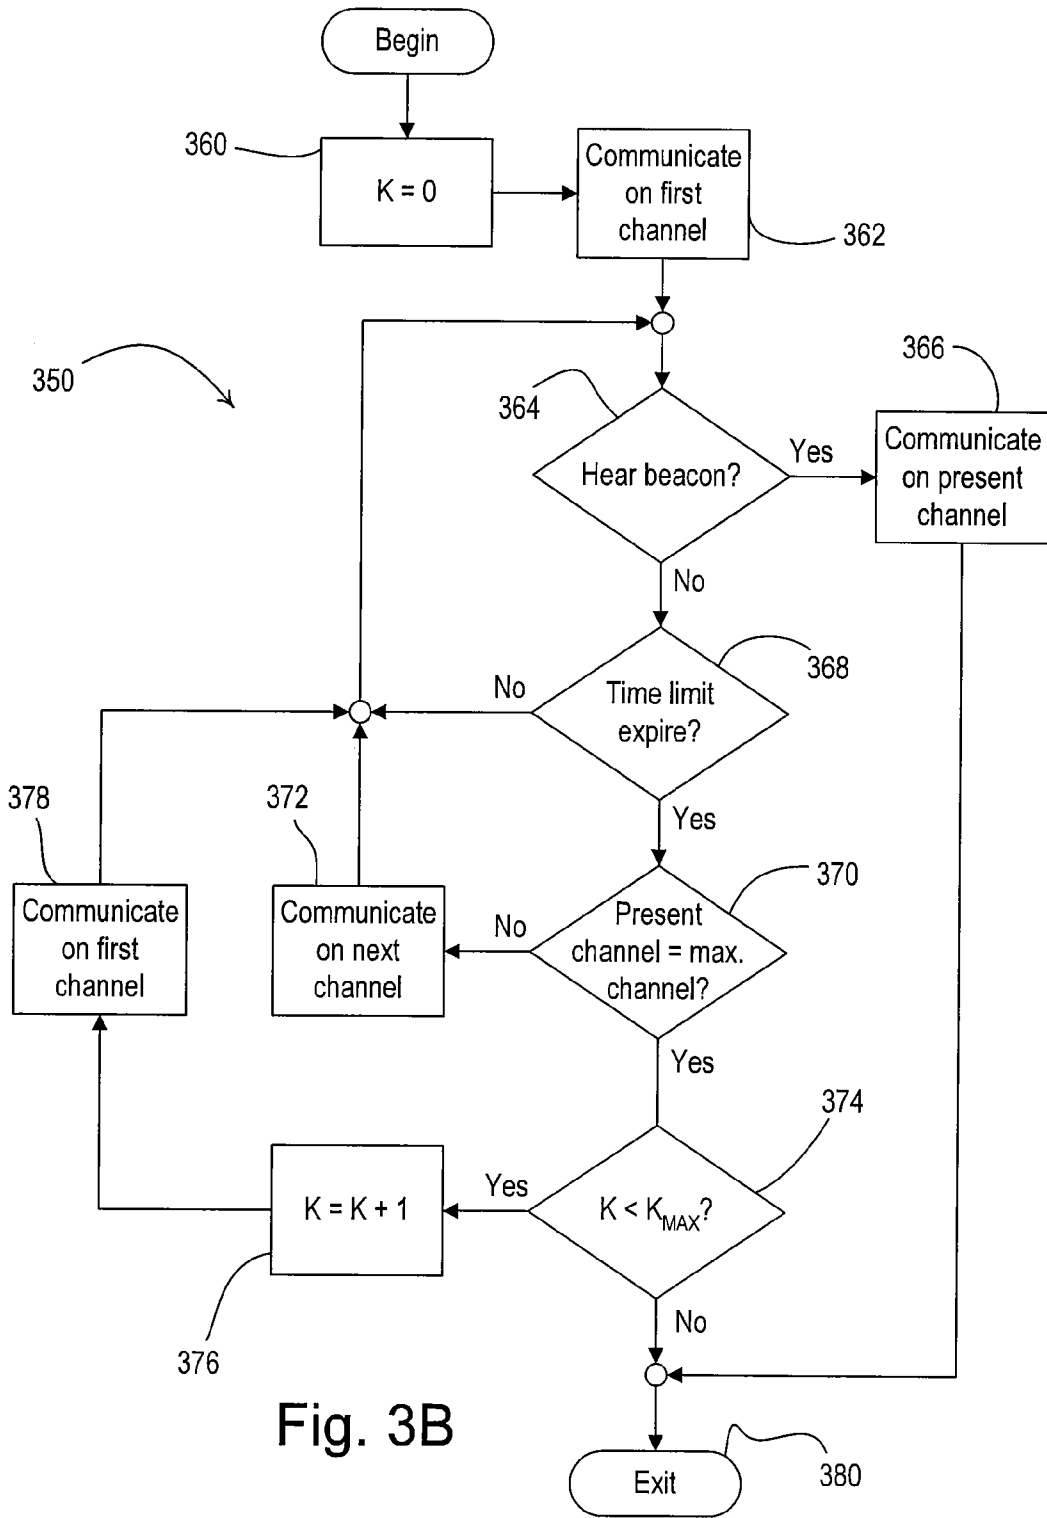 Begin
360
K = 0
Communicate
on first
channel
362
350
364
Hear beacon?
Yes
366
Communicate
on present
channel
No
368
Time limit
expire?
No
Yes
378
Communicate
on first
channel
372
Communicate
on next
channel
No
370
Present
channel = max.
channel?
Yes
374
K < KMAX?
Yes
K = K + 1
376
No
Fig. 3B
Exit
380